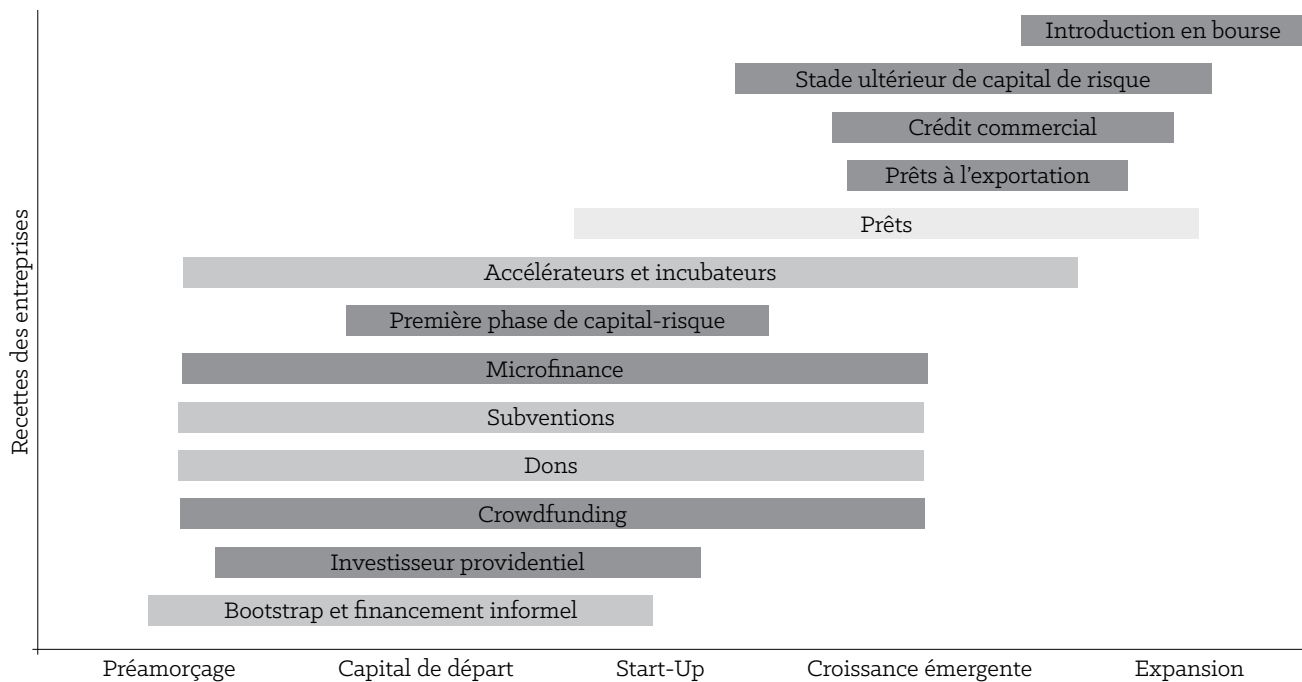 Introduction en bourse
Stade ultérieur de capital de risque
Crédit commercial
Prêts à l’exportation
Prêts
Accélérateurs et incubateurs
Première phase de capital-risque
Microfinance
Subventions
Dons
Crowdfunding
Investisseur providentiel
Bootstrap et financement informel
Recettes des entreprises
Préamorçage
Capital de départ
Start-Up
Croissance émergente
Expansion